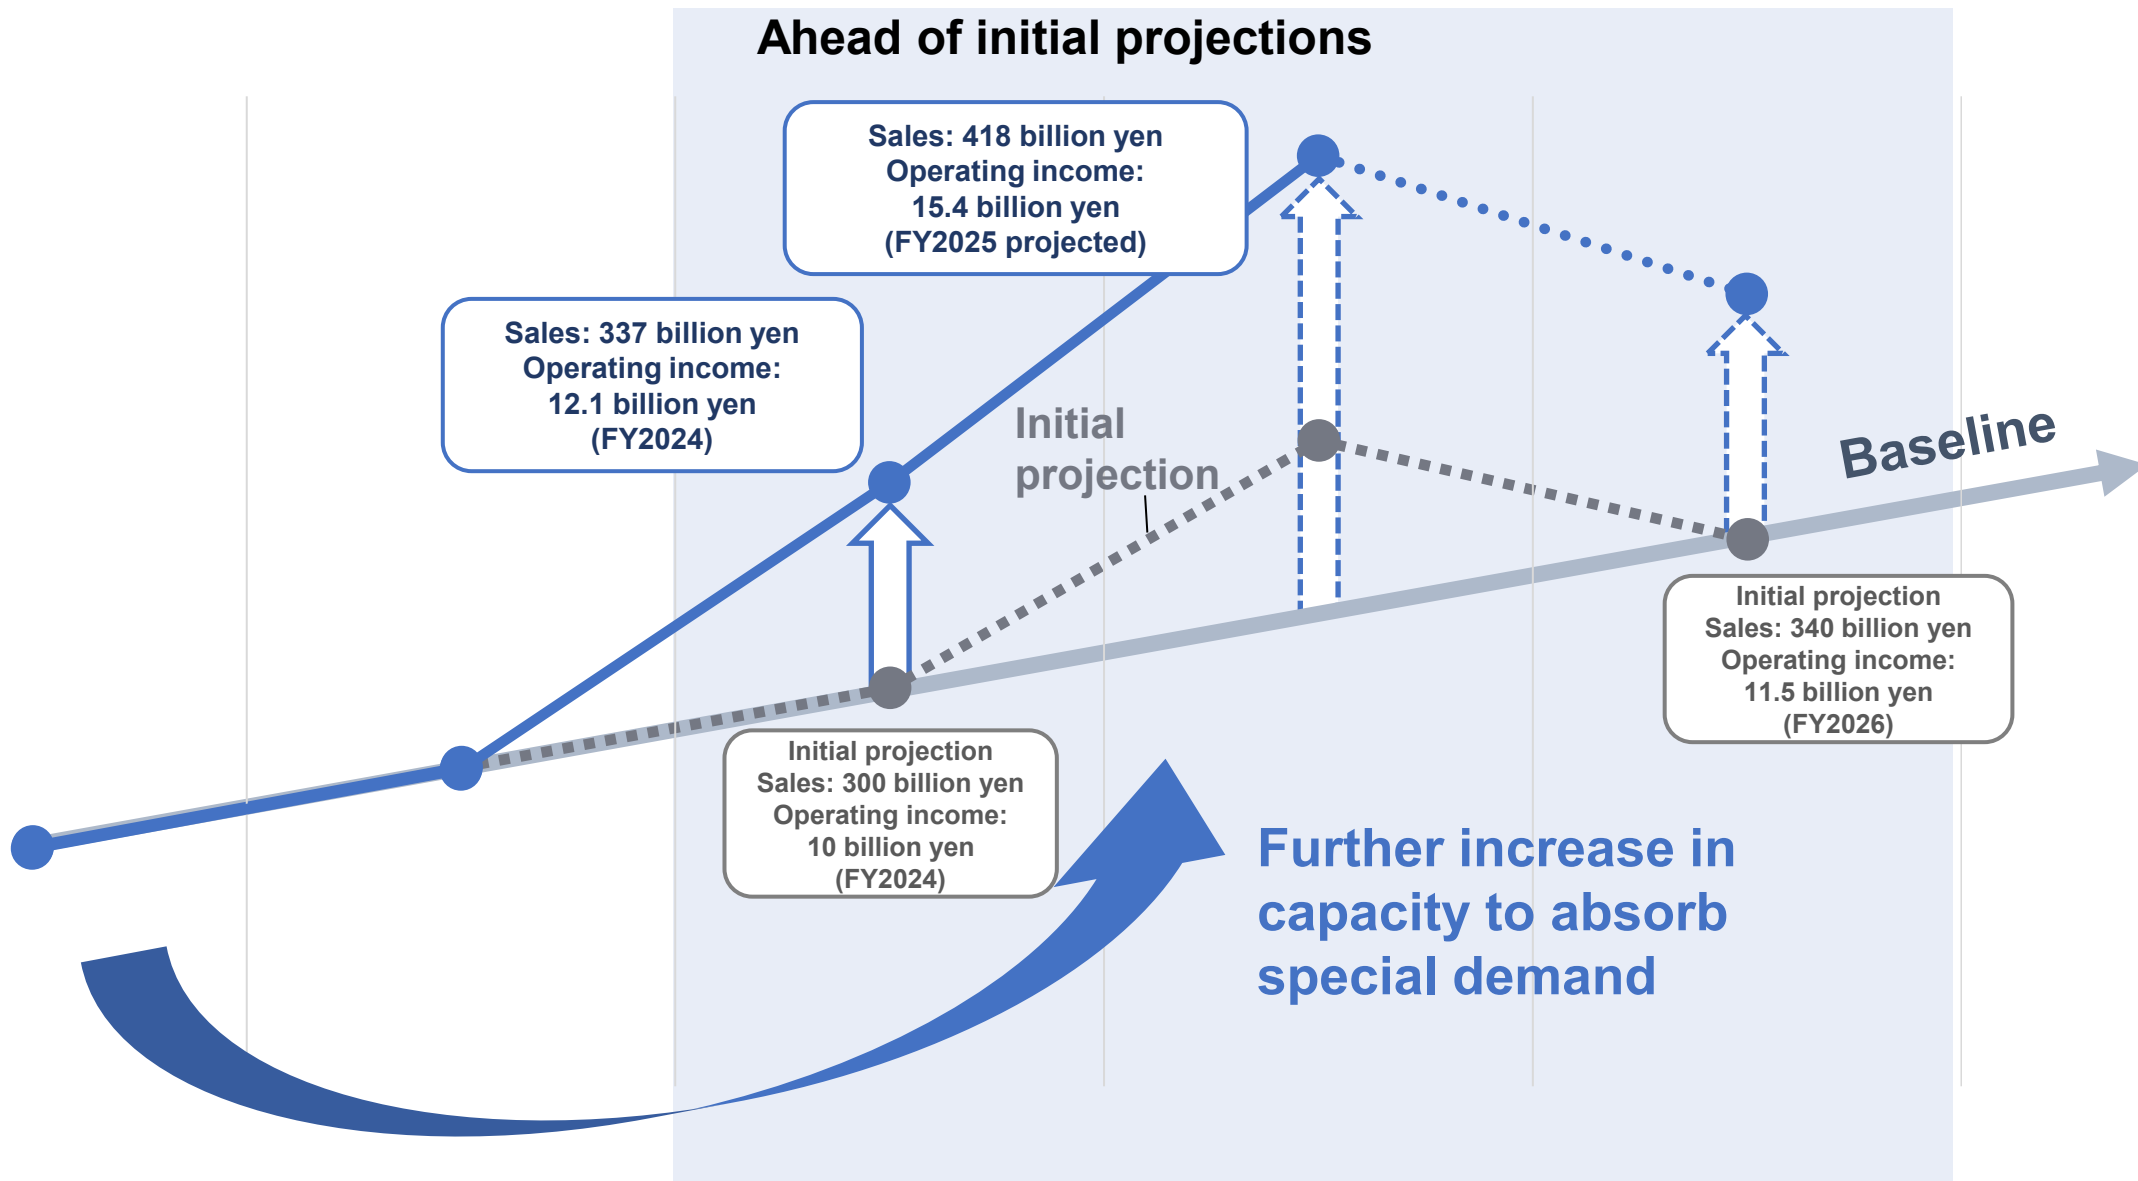 Ahead of initial projections
Sales: 418 billion yen
Operating income:
15.4 billion yen
(FY2025 projected)
Sales: 337 billion yen
Operating income:
12.1 billion yen
(FY2024)
Initial
projection
Baseline
Initial projection
Sales: 340 billion yen
Operating income:
11.5 billion yen
(FY2026)
Initial projection
Sales: 300 billion yen
Operating income:
10 billion yen
(FY2024)
Further increase in
capacity to absorb
special demand